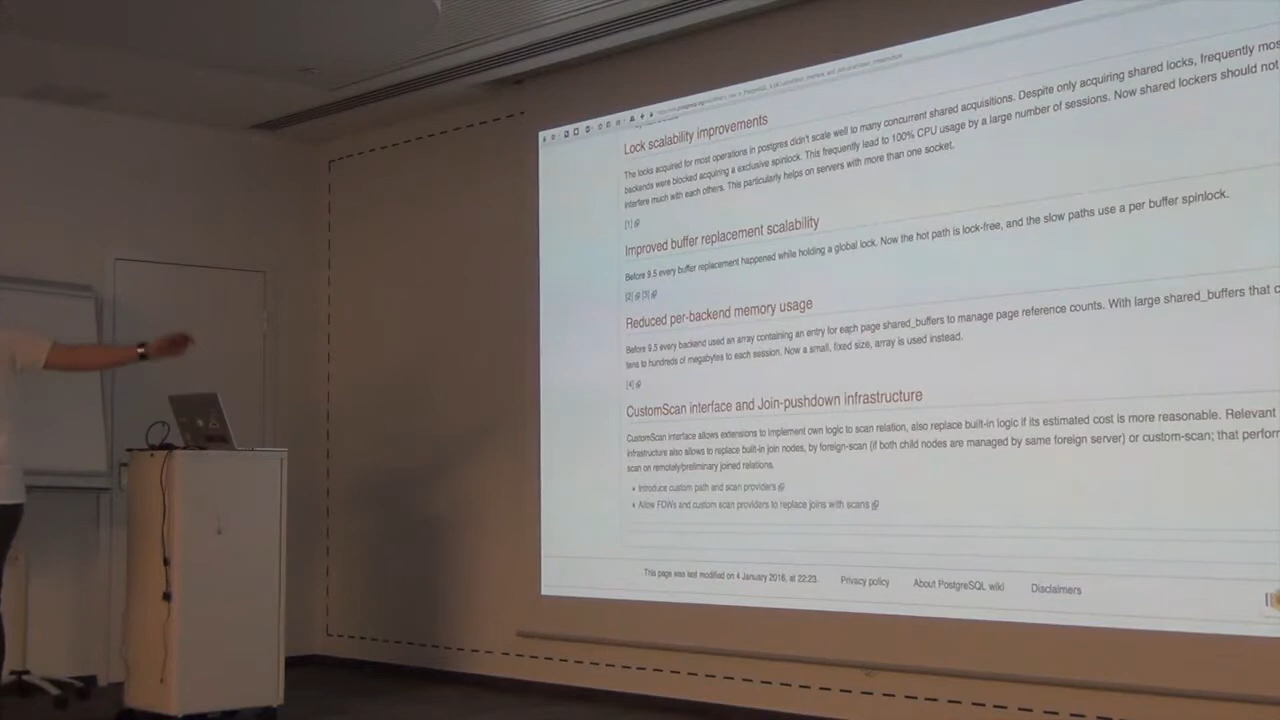 Lock scalability improvements
The locks acquired for most operations in postgres didn't scale well to many concurrent shared acquisitions. Despite only acquiring shared locks, frequently mos
backends were blocked acquiring a exclusive spinlock. This frequently lead to 100% CPU usage by a large number of sessions. Now shared lockers should not
interfere much with each others. This particularly helps on servers with more than one socket.
[1]
Improved buffer replacement scalability
Before 9.5 every buffer replacement happened while holding a global lock. Now the hot path is lock-free, and the slow paths use a per buffer spinlock.
[2] [3]
Reduced per-backend memory usage
Before 9.5 every backend used an array containing an entry for each page shared_buffers to manage page reference counts. With large shared_buffers that c
tens to hundreds of megabytes to each session. Now a small, fixed size, array is used instead.
[4]
CustomScan interface and Join-pushdown infrastructure
CustomScan interface allows extensions to implement own logic to scan relation, also replace built-in logic if its estimated cost is more reasonable. Relevant
infrastructure also allows to replace built-in join nodes, by foreign-scan (if both child nodes are managed by same foreign server) or custom-scan; that perform
scan on remotely/preliminary joined relations.
Introduce custom path and scan providers
Allow FDWs and custom scan providers to replace joins with scans
This page was last modified on 4 January 2016, at 22:23.
Privacy policy
About PostgreSQL wiki
Disclaimers